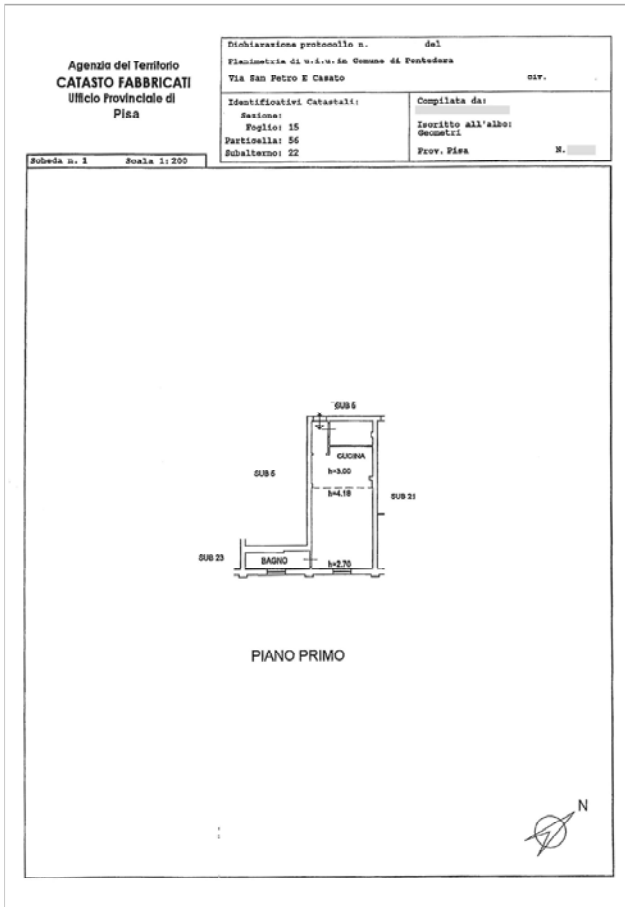 Agenzia del Territorio
CATASTO FABBRICATI
Ufficio Provinciale di
Pisa
Dichiarazione protocollo n. del
Planimetria di u.i.u.in Comune di Pontedera
Via San Petro E Casato civ.
Identificativi Catastali:
Sezione:
Foglio: 15
Particella: 56
Subalterno: 22
Compilata da:
Iscritto all'albo:
Geometri
Prov. Pisa N.
Scheda n. 1 Scala 1:200
SUB 5
CUCINA
SUB 5
h=3.00
h=4.18
SUB 21
SUB 23
BAGNO
h=2.70
PIANO PRIMO
N